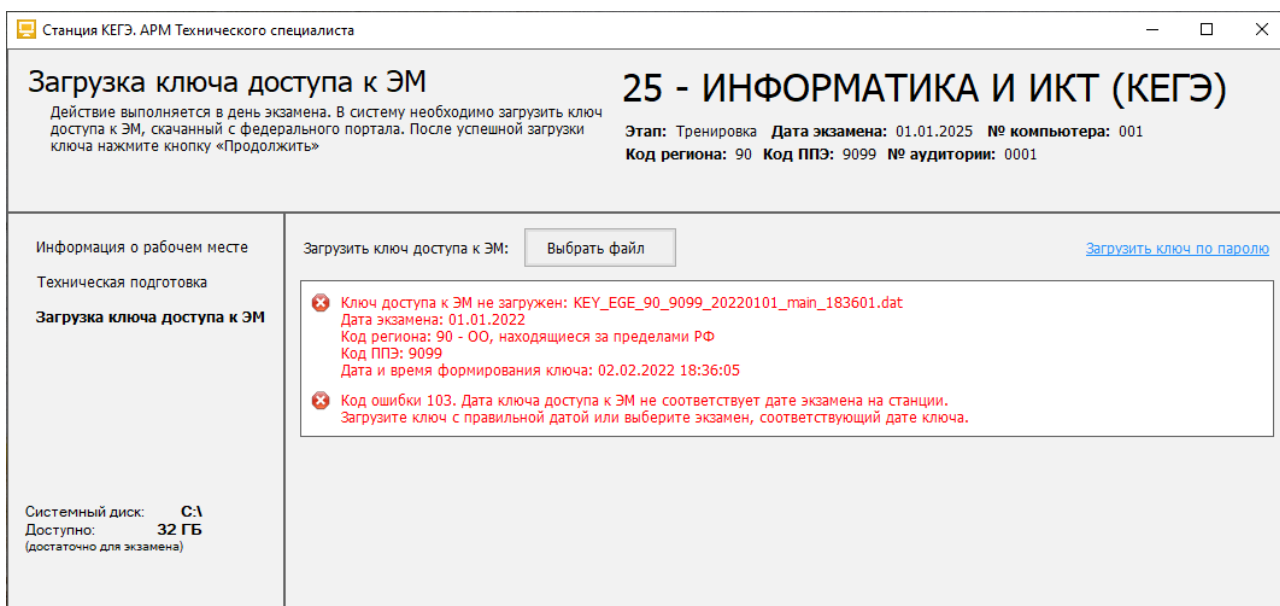 Станция КЕГЭ. АРМ Технического специалиста
Загрузка ключа доступа к ЭМ
Действие выполняется в день экзамена. В систему необходимо загрузить ключ
доступа к ЭМ, скачанный с федерального портала. После успешной загрузки
ключа нажмите кнопку «Продолжить»
25 - ИНФОРМАТИКА И ИКТ (КЕГЭ)
Этап: Тренировка Дата экзамена: 01.01.2025 № компьютера: 001
Код региона: 90 Код ППЭ: 9099 № аудитории: 0001
Информация о рабочем месте
Техническая подготовка
Загрузка ключа доступа к ЭМ
Системный диск: C:\
Доступно: 32 ГБ
(достаточно для экзамена)
Загрузить ключ доступа к ЭМ: Выбрать файл Загрузить ключ по паролю
Ключ доступа к ЭМ не загружен: KEY_EGE_90_9099_20220101_main_183601.dat
Дата экзамена: 01.01.2022
Код региона: 90 - ОО, находящиеся за пределами РФ
Код ППЭ: 9099
Дата и время формирования ключа: 02.02.2022 18:36:05
Код ошибки 103. Дата ключа доступа к ЭМ не соответствует дате экзамена на станции.
Загрузите ключ с правильной датой или выберите экзамен, соответствующий дате ключа.